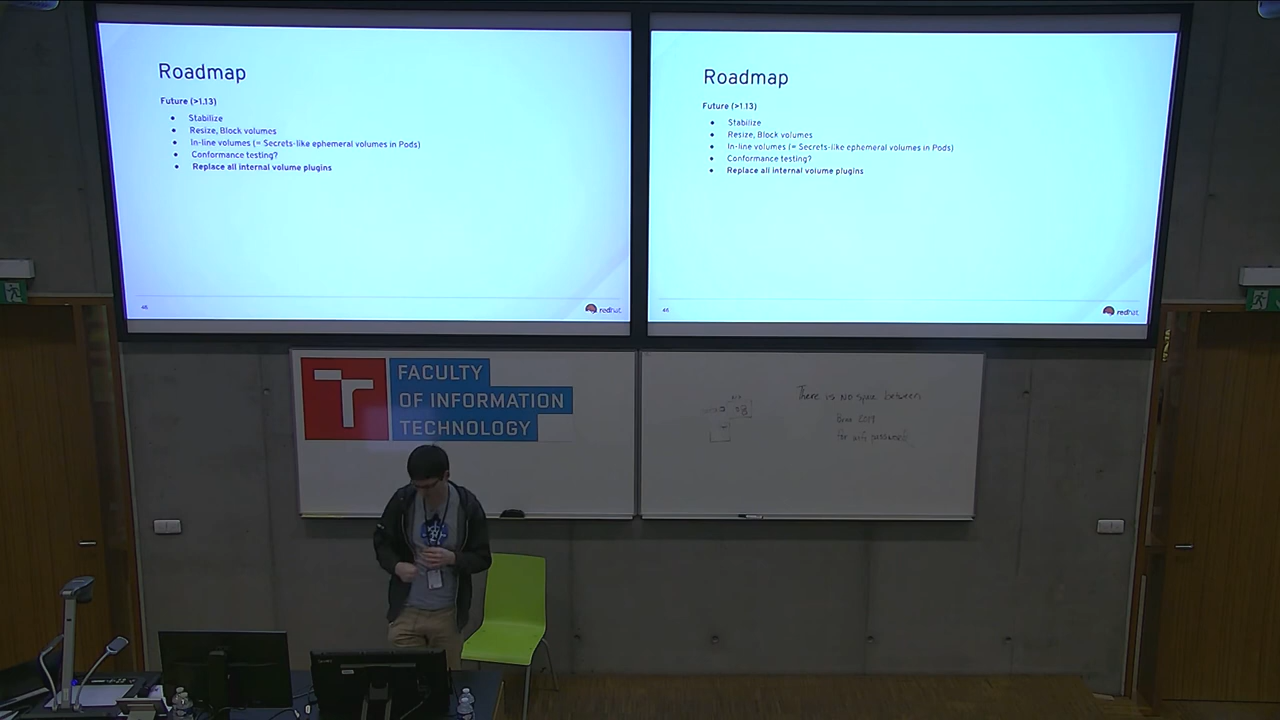 Roadmap
Future (>1.13)
Stabilize
Resize, Block volumes
In-line volumes (= Secrets-like ephemeral volumes in Pods)
Conformance testing?
Replace all internal volume plugins
46
redhat
Roadmap
Future (>1.13)
Stabilize
Resize, Block volumes
In-line volumes (= Secrets-like ephemeral volumes in Pods)
Conformance testing?
Replace all internal volume plugins
46
redhat
FACULTY
OF INFORMATION
TECHNOLOGY
There is NO space between